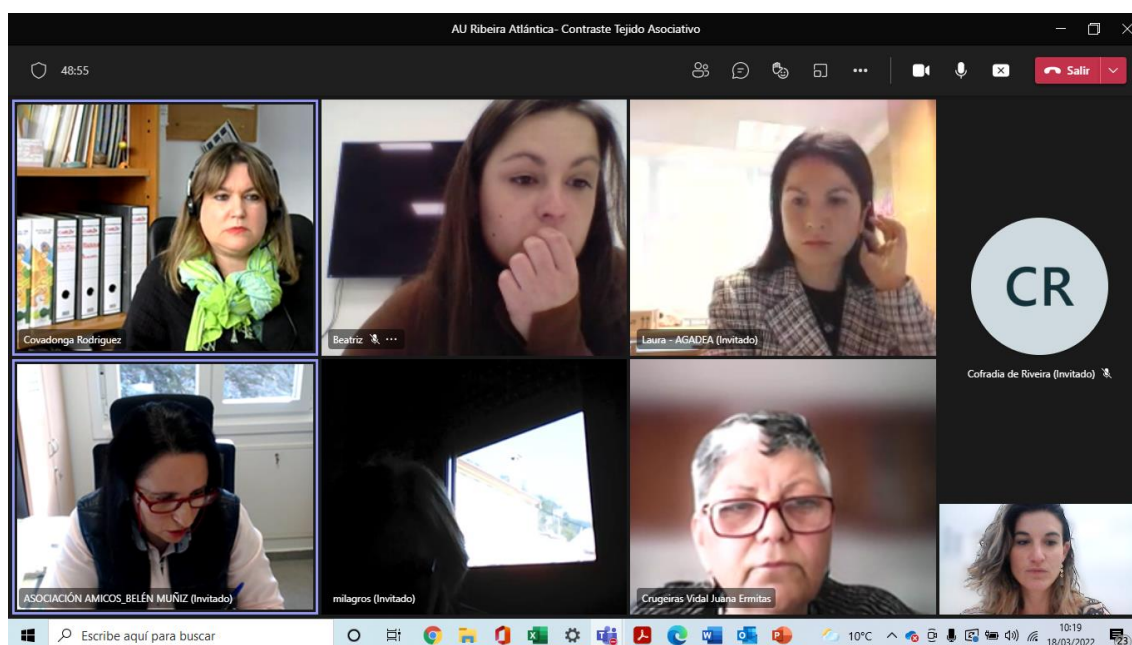 AU Ribeira Atlántica- Contraste Tejido Asociativo
48:55
Salir
Covadonga Rodriguez
Beatriz
Laura - AGADEA (Invitado)
CR
Cofradia de Riveira (Invitado)
ASOCIACIÓN AMICOS_BELÉN MUÑIZ (Invitado)
milagros (Invitado)
Crugeiras Vidal Juana Ermitas
Escribe aquí para buscar
10°C
10:19
18/03/2022
23